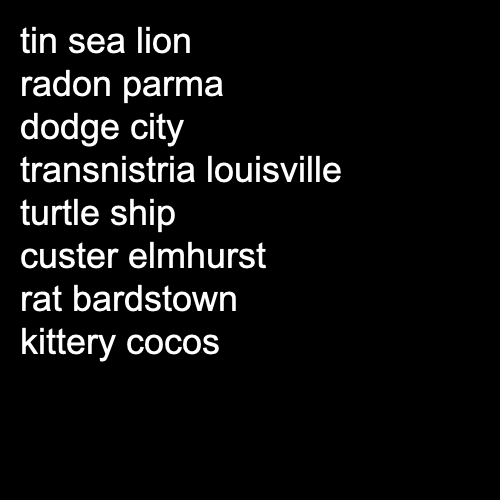 tin sea lion
radon parma
dodge city
transnistria louisville
turtle ship
custer elmhurst
rat bardstown
kittery cocos